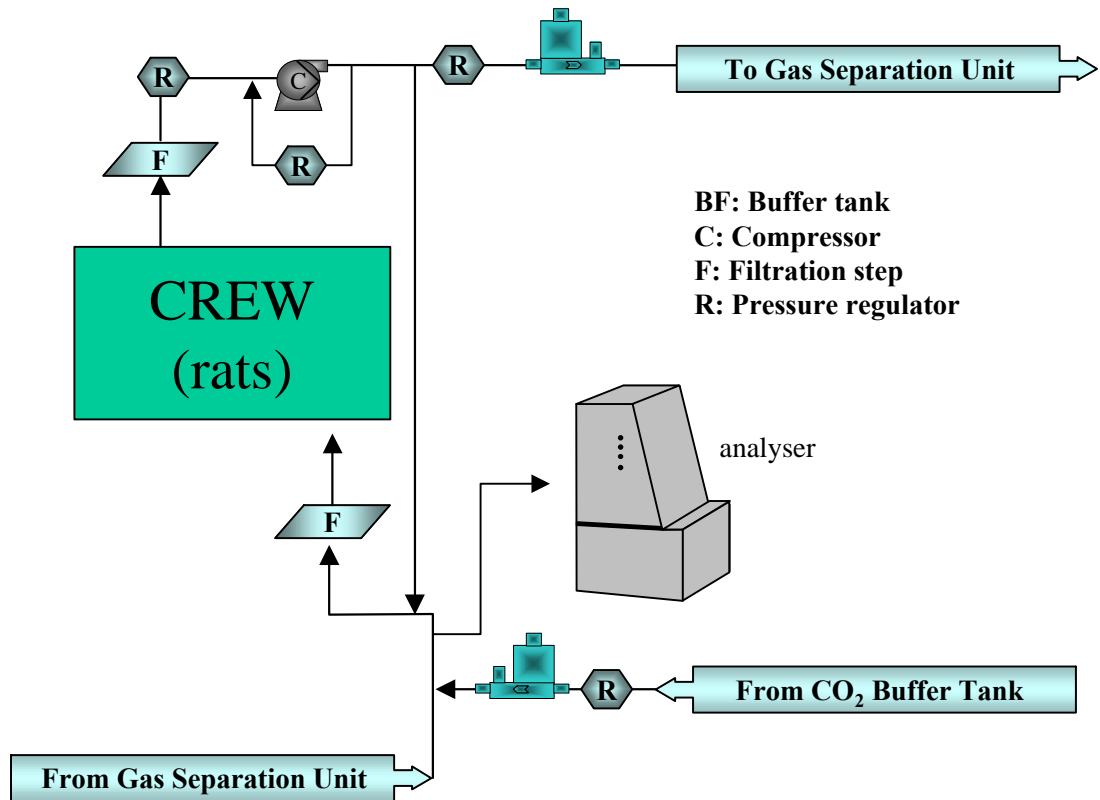 R
C
R
To Gas Separation Unit
F
R
BF: Buffer tank
C: Compressor
F: Filtration step
R: Pressure regulator
CREW
(rats)
analyser
F
R
From CO₂ Buffer Tank
From Gas Separation Unit